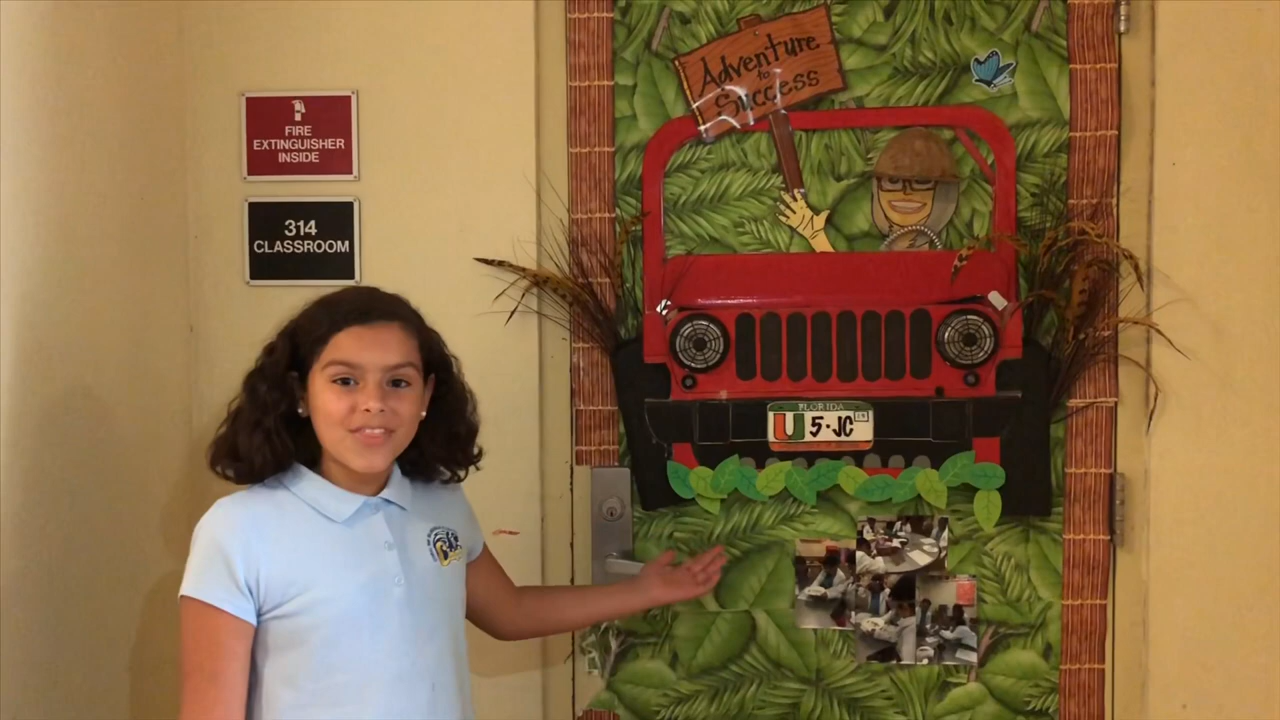 FIRE
EXTINGUISHER
INSIDE
314
CLASSROOM
Adventure
to
Success
FLORIDA
U 5-JC